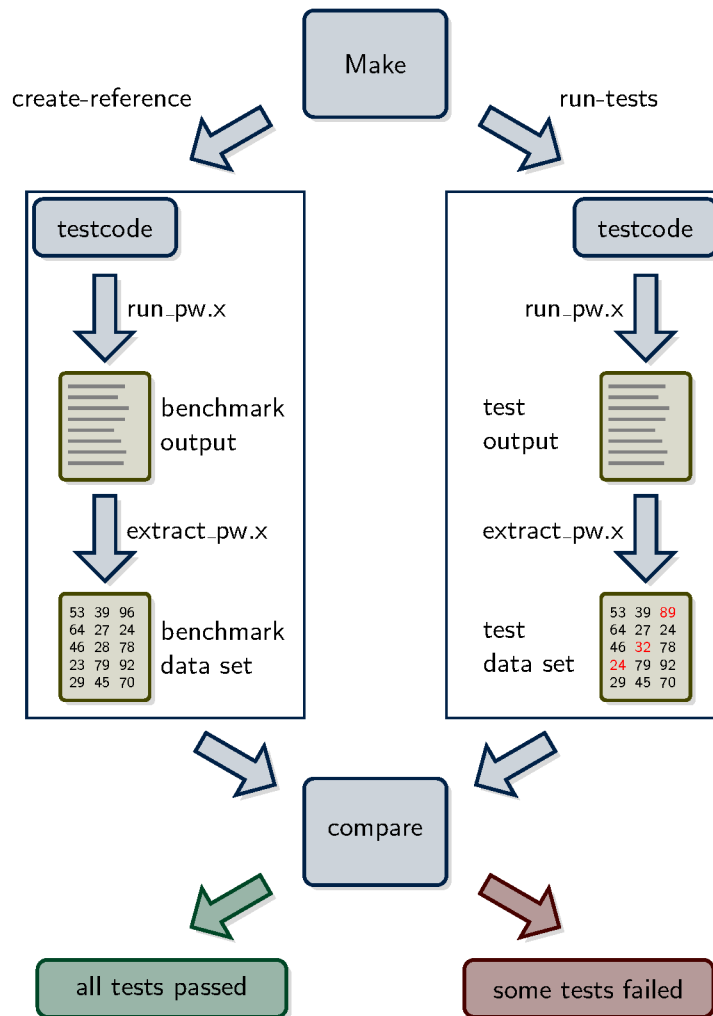 Make
create-reference
run-tests
testcode
testcode
run_pw.x
run_pw.x
benchmark
output
test
output
extract_pw.x
extract_pw.x
53 39 96
64 27 24
46 28 78
23 79 92
29 45 70
benchmark
data set
test
data set
53 39 89
64 27 24
46 32 78
24 79 92
29 45 70
compare
all tests passed
some tests failed